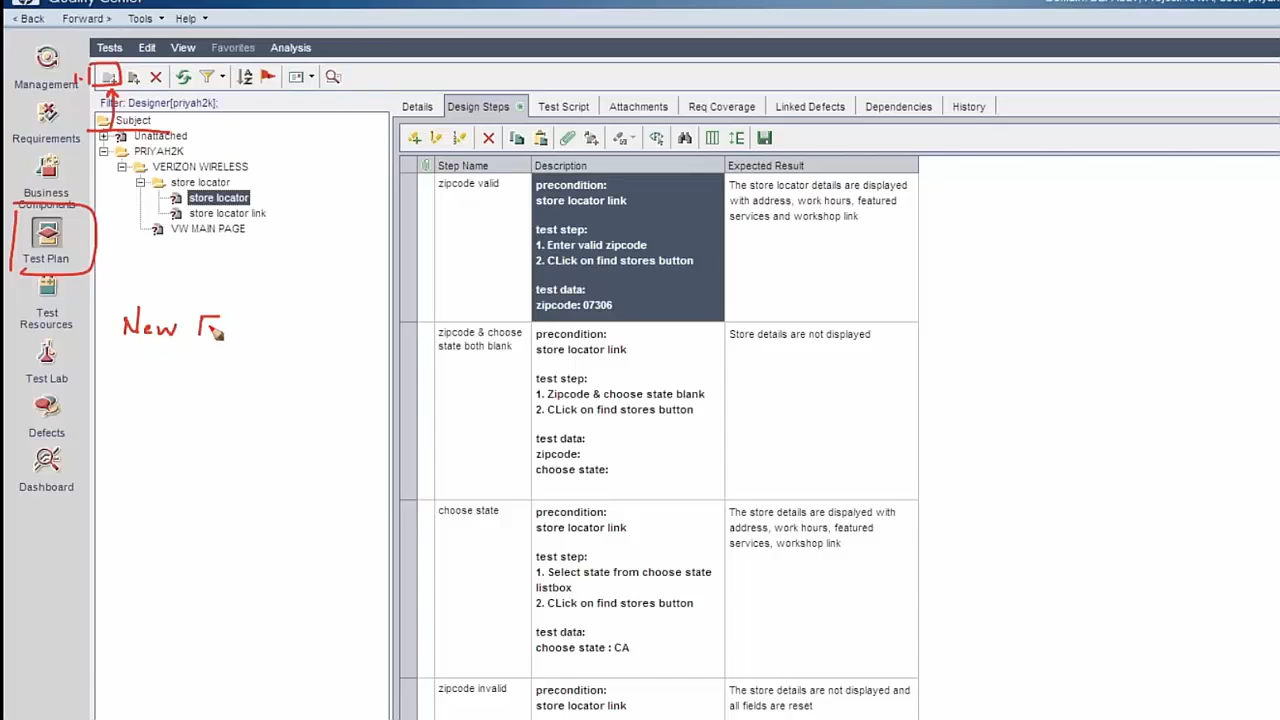 Quality Center
< Back Forward > Tools Help
Tests Edit View Favorites Analysis
Management
1.
Filter: Designer[priyah2k];
Subject
Unattached
PRIYAH2K
VERIZON WIRELESS
store locator
store locator
store locator link
VW MAIN PAGE
New
Requirements
Business
Components
Test Plan
Test
Resources
Test Lab
Defects
Dashboard
Details Design Steps Test Script Attachments Req Coverage Linked Defects Dependencies History
Step Name Description Expected Result
zipcode valid
precondition:
store locator link
test step:
1. Enter valid zipcode
2. CLick on find stores button
test data:
zipcode: 07306
The store locator details are displayed
with address, work hours, featured
services and workshop link
zipcode & choose
state both blank
precondition:
store locator link
test step:
1. Zipcode & choose state blank
2. CLick on find stores button
test data:
zipcode:
choose state:
Store details are not displayed
choose state
precondition:
store locator link
test step:
1. Select state from choose state
listbox
2. CLick on find stores button
test data:
choose state : CA
The store details are dispalyed with
address, work hours, featured
services, workshop link
zipcode invalid
precondition:
store locator link
The store details are not displayed and
all fields are reset